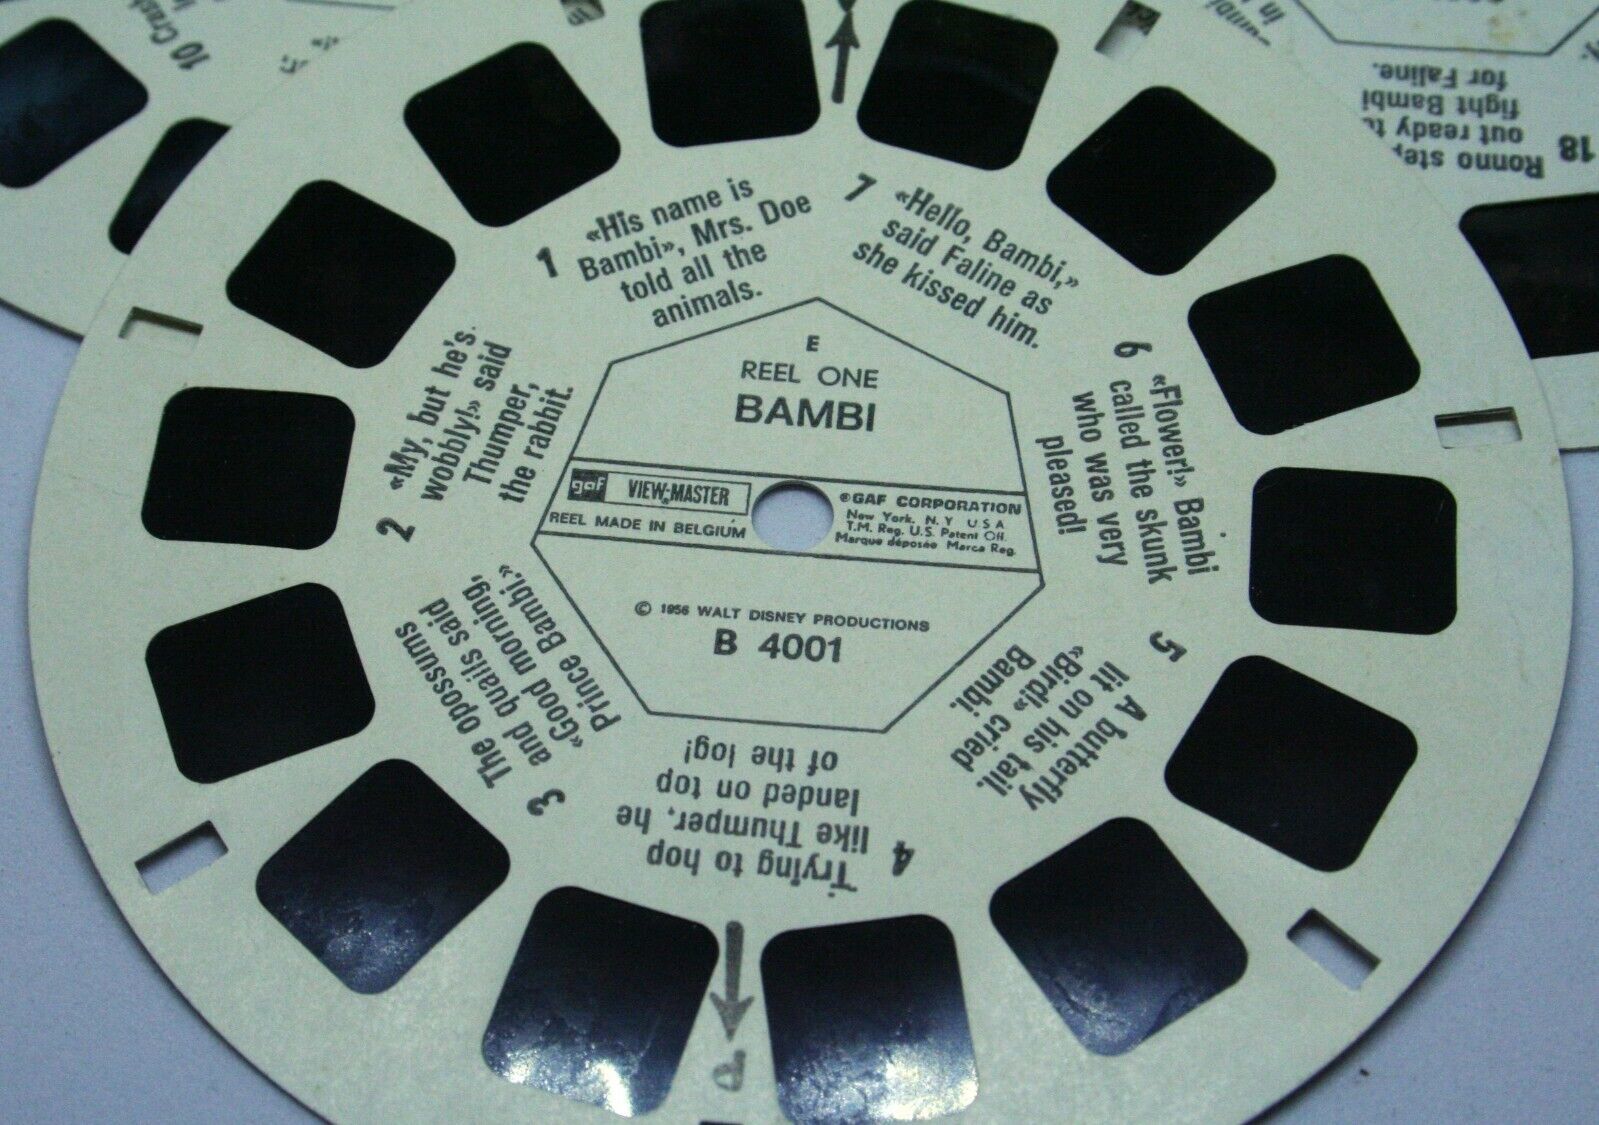 E
REEL ONE
BAMBI
gaf VIEW-MASTER
REEL MADE IN BELGIUM
®GAF CORPORATION
New York, N.Y U S A
T.M. Reg. U.S. Patent Off.
Marque déposée Marca Reg.
© 1956 WALT DISNEY PRODUCTIONS
B 4001
1 «His name is
Bambi», Mrs. Doe
told all the
animals.
2 «My, but he's
wobbly!» said
Thumper,
the rabbit.
3 The opossums
and quails said
«Good morning,
Prince Bambi.»
4 Trying to hop
like Thumper, he
landed on top
of the log!
5 A butterfly
lit on his tail.
«Bird!» cried
Bambi.
6 «Flower!» Bambi
called the skunk
who was very
pleased!
7 «Hello, Bambi,»
said Faline as
she kissed him.
18 Ronno
out ready
fight Bambi
for Faline.
10